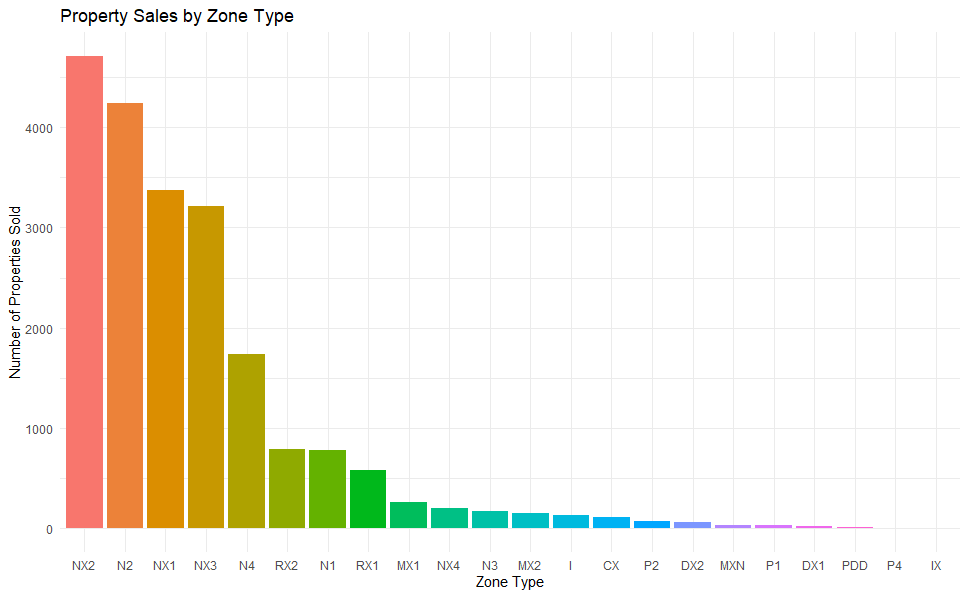 Property Sales by Zone Type
Number of Properties Sold
4000
3000
2000
1000
0
NX2 N2 NX1 NX3 N4 RX2 N1 RX1 MX1 NX4 N3 MX2 I CX P2 DX2 MXN P1 DX1 PDD P4 IX
Zone Type